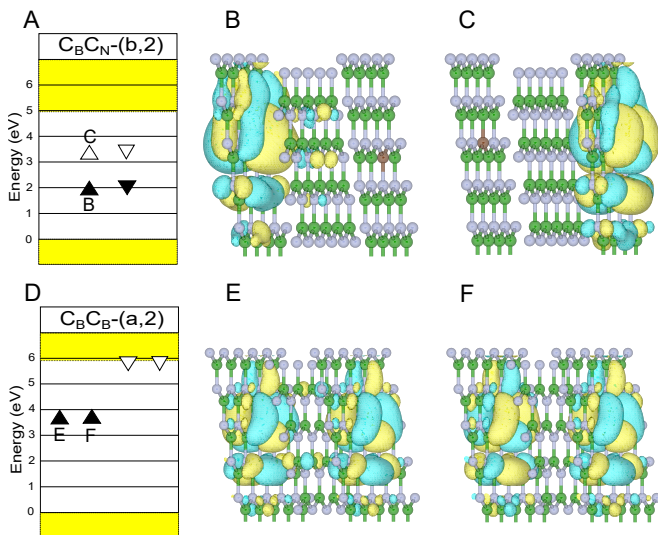 A
B
C
C_BC_N-(b,2)
Energy (eV)
6
5
4
3
2
1
0
C
B
D
E
F
C_BC_B-(a,2)
Energy (eV)
6
5
4
3
2
1
0
E
F